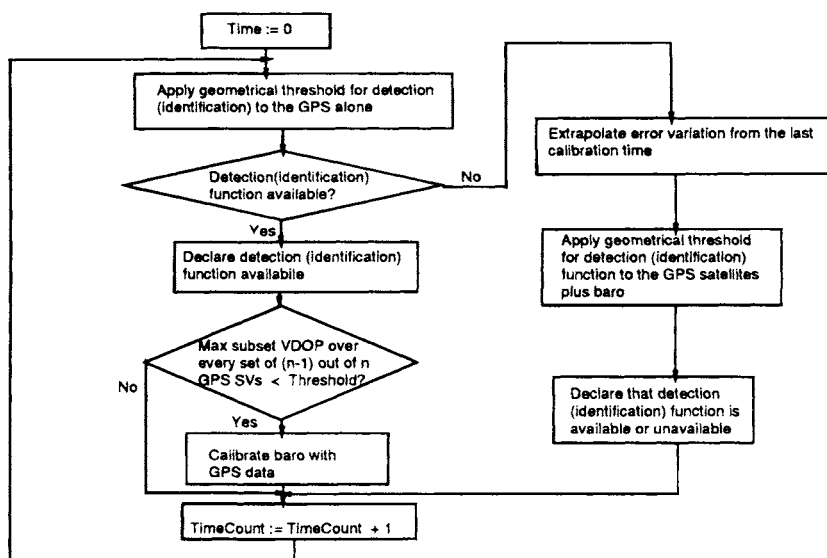 Time := 0
Apply geometrical threshold for detection
(identification) to the GPS alone
Detection(identification)
function available?
No
Yes
Declare detection (identification)
function availabile
Max subset VDOP over
every set of (n-1) out of n
GPS SVs < Threshold?
No
Yes
Calibrate baro with
GPS data
TimeCount := TimeCount + 1
Extrapolate error variation from the last
calibration time
Apply geometrical threshold
for detection (identification)
function to the GPS satellites
plus baro
Declare that detection
(identification) function is
available or unavailable